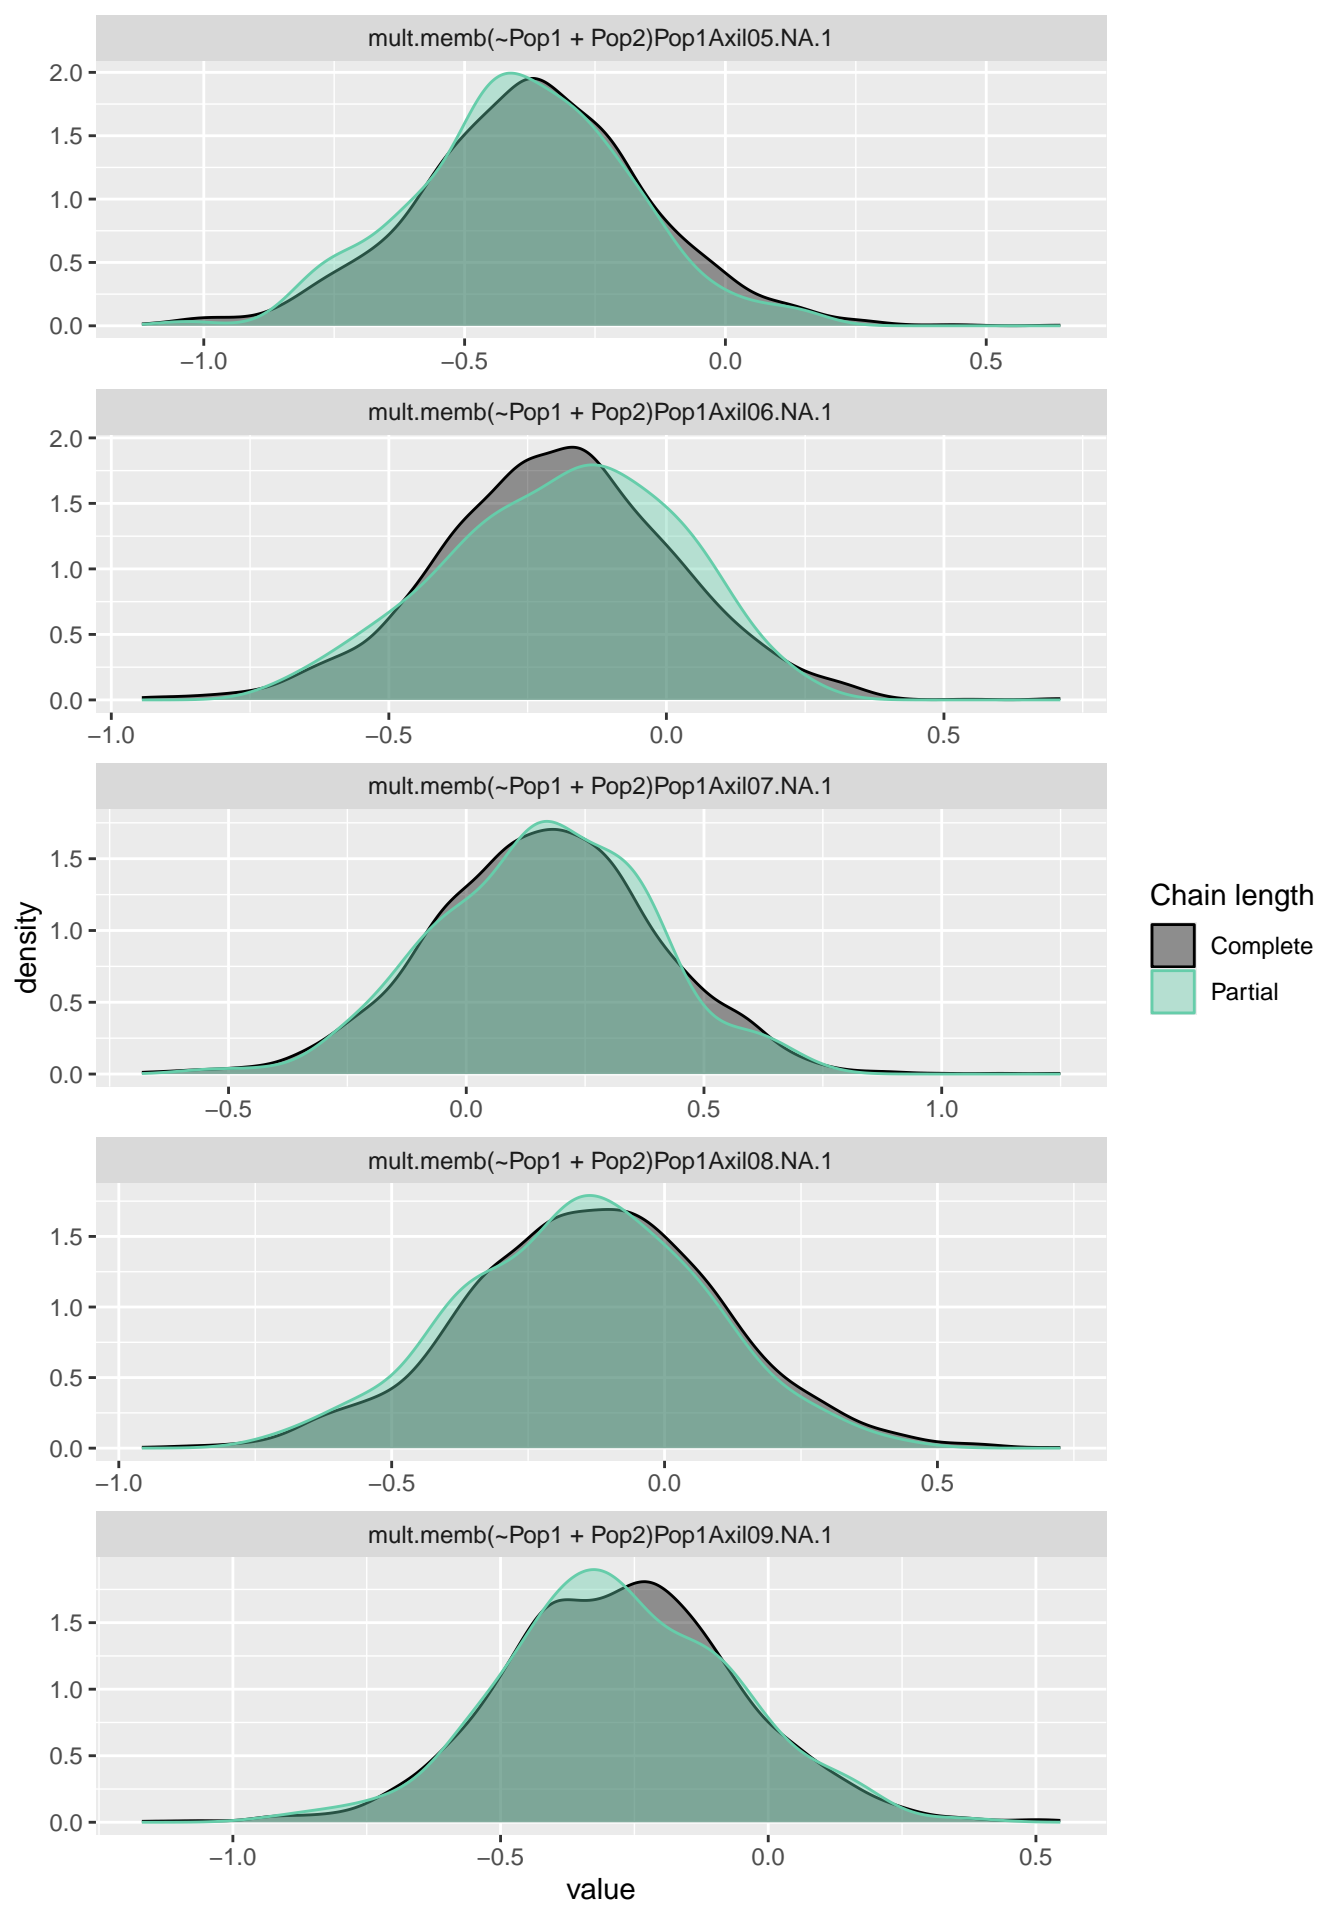 mult.memb(~Pop1 + Pop2)Pop1Axil05.NA.1
2.0
1.5
1.0
0.5
0.0
−1.0 −0.5 0.0 0.5
mult.memb(~Pop1 + Pop2)Pop1Axil06.NA.1
2.0
1.5
1.0
0.5
0.0
−1.0 −0.5 0.0 0.5
mult.memb(~Pop1 + Pop2)Pop1Axil07.NA.1
1.5
1.0
0.5
0.0
−0.5 0.0 0.5 1.0
mult.memb(~Pop1 + Pop2)Pop1Axil08.NA.1
1.5
1.0
0.5
0.0
−1.0 −0.5 0.0 0.5
mult.memb(~Pop1 + Pop2)Pop1Axil09.NA.1
1.5
1.0
0.5
0.0
−1.0 −0.5 0.0 0.5
value
density
Chain length
Complete
Partial